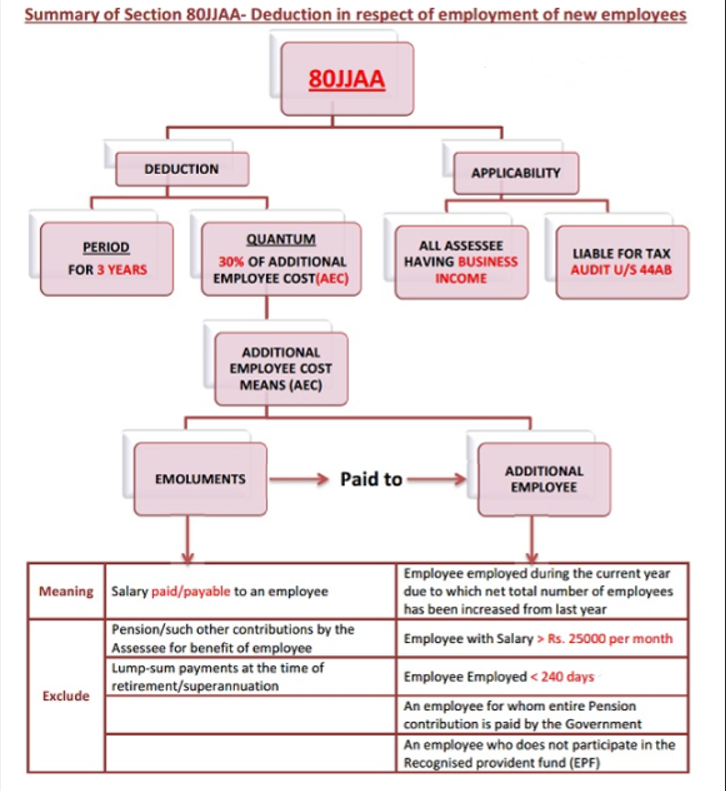 Summary of Section 80JJAA- Deduction in respect of employment of new employees
80JJAA
DEDUCTION
APPLICABILITY
PERIOD
FOR 3 YEARS
QUANTUM
30% OF ADDITIONAL
EMPLOYEE COST(AEC)
ALL ASSESSEE
HAVING BUSINESS
INCOME
LIABLE FOR TAX
AUDIT U/S 44AB
ADDITIONAL
EMPLOYEE COST
MEANS (AEC)
EMOLUMENTS
Paid to
ADDITIONAL
EMPLOYEE
Meaning
Salary paid/payable to an employee
Employee employed during the current year
due to which net total number of employees
has been increased from last year
Exclude
Pension/such other contributions by the
Assessee for benefit of employee
Employee with Salary > Rs. 25000 per month
Lump-sum payments at the time of
retirement/superannuation
Employee Employed < 240 days
An employee for whom entire Pension
contribution is paid by the Government
An employee who does not participate in the
Recognised provident fund (EPF)